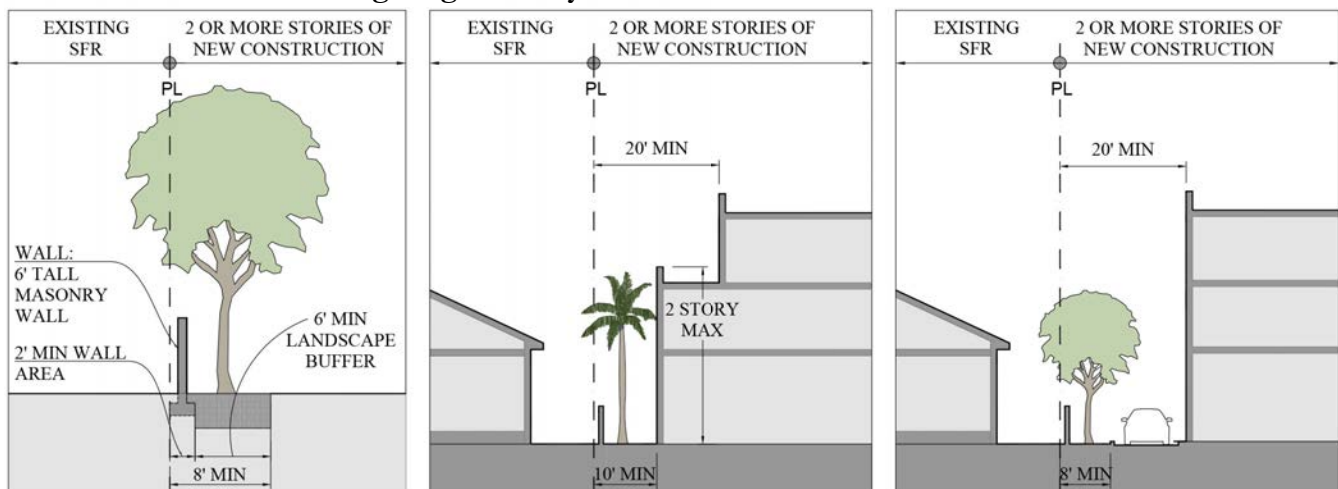 EXISTING
SFR
2 OR MORE STORIES OF
NEW CONSTRUCTION
PL
WALL:
6' TALL
MASONRY
WALL
2' MIN WALL
AREA
6' MIN
LANDSCAPE
BUFFER
8' MIN
EXISTING
SFR
2 OR MORE STORIES OF
NEW CONSTRUCTION
PL
20' MIN
2 STORY
MAX
10' MIN
EXISTING
SFR
2 OR MORE STORIES OF
NEW CONSTRUCTION
PL
20' MIN
8' MIN